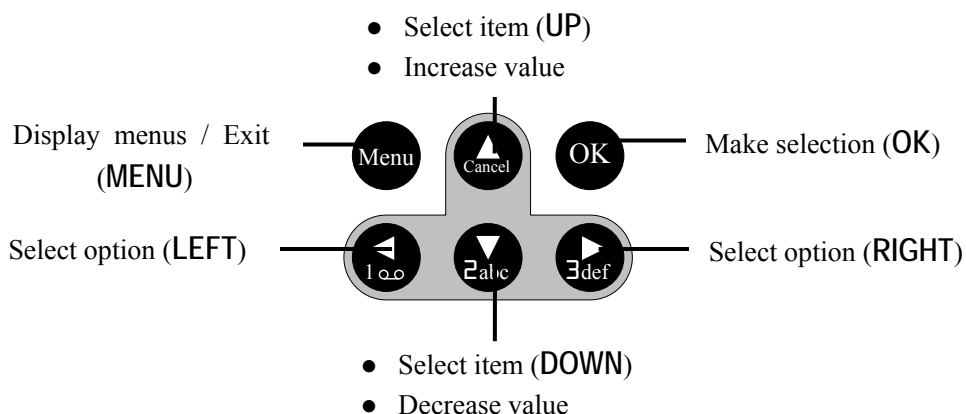 ● Select item (UP)
● Increase value
Display menus / Exit
(MENU)
Menu
Cancel
OK
Make selection (OK)
Select option (LEFT)
1
2abc
3def
Select option (RIGHT)
● Select item (DOWN)
● Decrease value